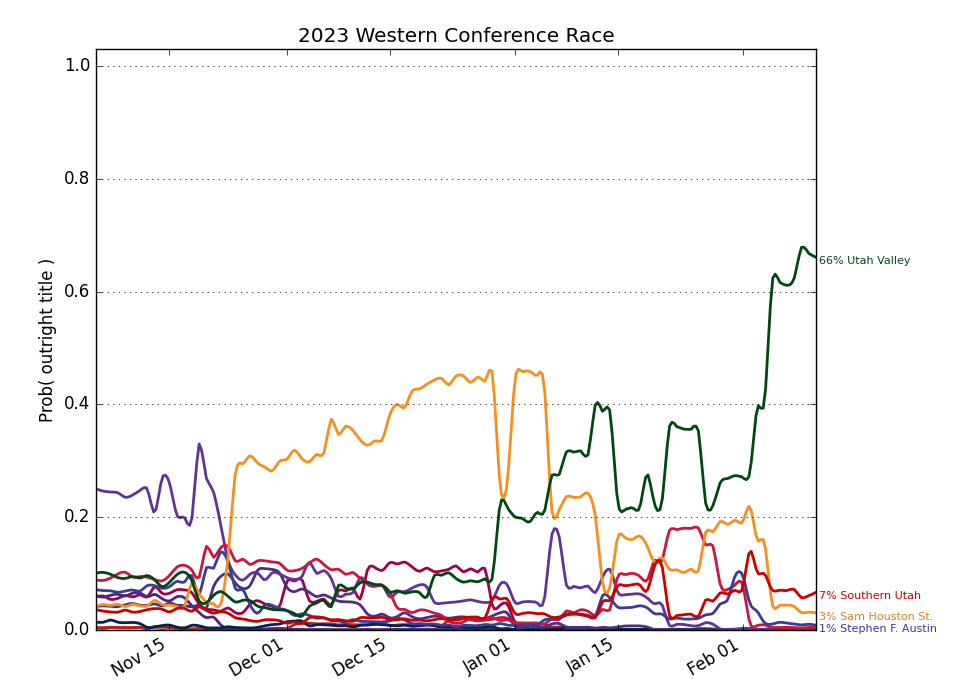 2023 Western Conference Race
1.0
0.8
0.6
0.4
0.2
0.0
Prob( outright title )
Nov 15
Dec 01
Dec 15
Jan 01
Jan 15
Feb 01
66% Utah Valley
7% Southern Utah
3% Sam Houston St.
1% Stephen F. Austin